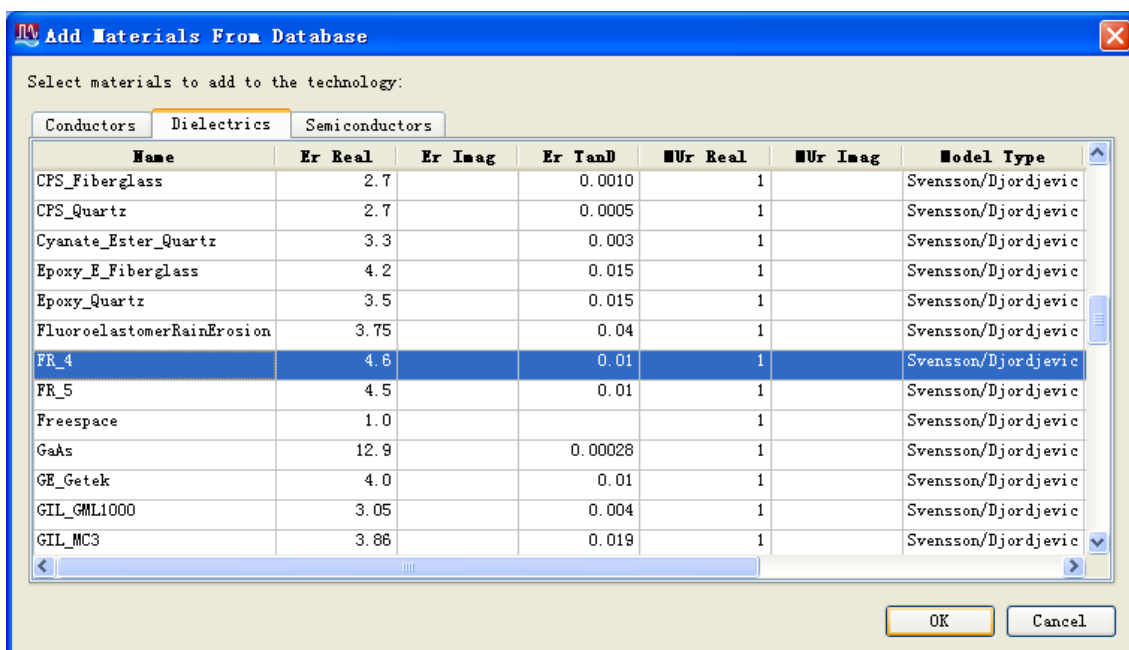 Add Materials From Database
Select materials to add to the technology:
Conductors Dielectrics Semiconductors
Name Er Real Er Imag Er TanD MUr Real MUr Imag Model Type
CPS_Fiberglass 2.7 0.0010 1 Svensson/Djordjevic
CPS_Quartz 2.7 0.0005 1 Svensson/Djordjevic
Cyanate_Ester_Quartz 3.3 0.003 1 Svensson/Djordjevic
Epoxy_E_Fiberglass 4.2 0.015 1 Svensson/Djordjevic
Epoxy_Quartz 3.5 0.015 1 Svensson/Djordjevic
FluoroelastomerRainErosion 3.75 0.04 1 Svensson/Djordjevic
FR_4 4.6 0.01 1 Svensson/Djordjevic
FR_5 4.5 0.01 1 Svensson/Djordjevic
Freespace 1.0 1 Svensson/Djordjevic
GaAs 12.9 0.00028 1 Svensson/Djordjevic
GE_Getek 4.0 0.01 1 Svensson/Djordjevic
GIL_GML1000 3.05 0.004 1 Svensson/Djordjevic
GIL_MC3 3.86 0.019 1 Svensson/Djordjevic
OK Cancel